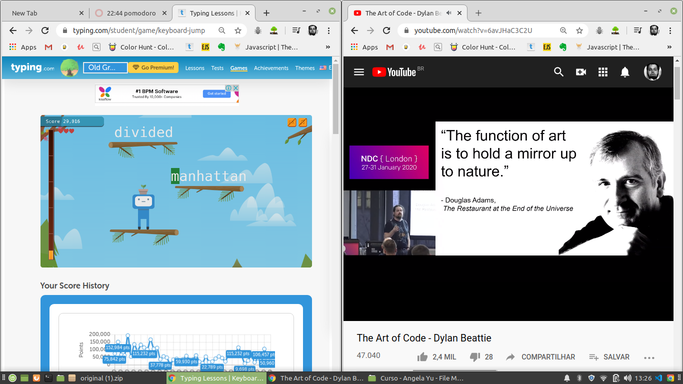 New Tab
22:44 pomodoro
Typing Lessons |
typing.com/student/game/keyboard-jump
Apps
Color Hunt - Col…
Javascript | The…
typing.com
Old Gr…
Go Premium!
Lessons
Tests
Games
Achievements
Themes
#1 BPM Software
Score
divided
manhattan
Your Score History
Points
200,000
150,000
100,000
50,000
115,232 pts
The Art of Code - Dylan Beatt
youtube.com/watch?v=6avJHaC3C2U
Apps
Color Hunt - Col…
Javascript | The…
YouTube
BR
NDC { London }
27-31 January 2020
“The function of art
is to hold a mirror up
to nature.”
- Douglas Adams,
The Restaurant at the End of the Universe
The Art of Code - Dylan Beattie
47.040
2,4 MIL
28
COMPARTILHAR
SALVAR
original (1).zip
Typing Lessons | Keyboar…
The Art of Code - Dylan B…
Curso - Angela Yu - File M…
13:26